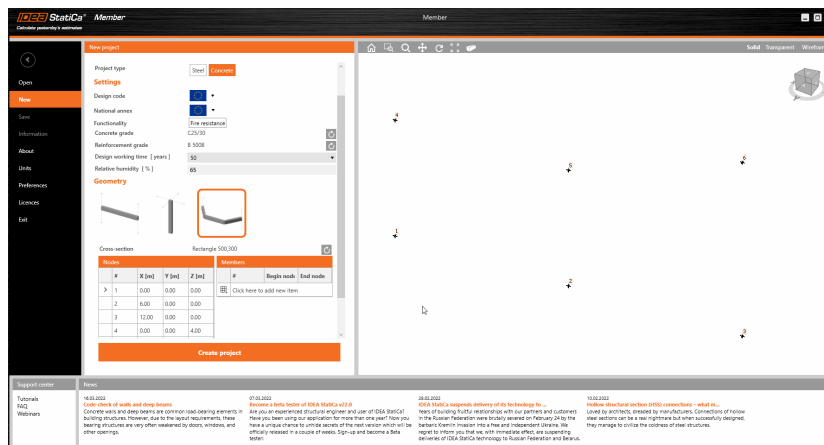 IDEA StatiCa® Member
Calculate yesterday's estimates
Member
New project
Solid Transparent Wirefram
Open
New
Save
Information
About
Units
Preferences
Licences
Exit
Project type Steel Concrete
Settings
Design code
National annex
Functionality Fire resistance
Concrete grade C25/30
Reinforcement grade B 500B
Design working time [ years ] 50
Relative humidity [ % ] 65
Geometry
Cross-section Rectangle 500,300
Nodes
# X [m] Y [m] Z [m]
> 1 0.00 0.00 0.00
2 6.00 0.00 0.00
3 12.00 0.00 0.00
4 0.00 0.00 4.00
Members
# Begin node End node
Click here to add new item
Create project
4
5
6
1
2
3
Support center
Tutorials
FAQ
Webinars
News
16.03.2022
Code-check of walls and deep beams
Concrete walls and deep beams are common load-bearing elements in
building structures. However, due to the layout requirements, these
bearing structures are very often weakened by doors, windows, and
other openings.
07.03.2022
Become a beta tester of IDEA StatiCa v22.0
Are you an experienced structural engineer and user of IDEA StatiCa?
Have you been using our application for more than one year? Now you
have a unique chance to unhide secrets of the next version which will be
officially released in a couple of weeks. Sign-up and become a Beta
tester!
28.02.2022
IDEA StatiCa suspends delivery of its technology to ...
Years of building fruitful relationships with our partners and customers
in the Russian Federation were brutally severed on February 24 by the
barbaric Kremlin invasion into a free and independent Ukraine. We
regret to inform you that we, with immediate effect, are suspending
deliveries of IDEA StatiCa technology to Russian Federation and Belarus.
10.02.2022
Hollow structural section (HSS) connections – what m...
Loved by architects, dreaded by manufacturers. Connections of hollow
steel sections can be a real nightmare but when successfully designed,
they manage to civilize the coldness of steel structures.